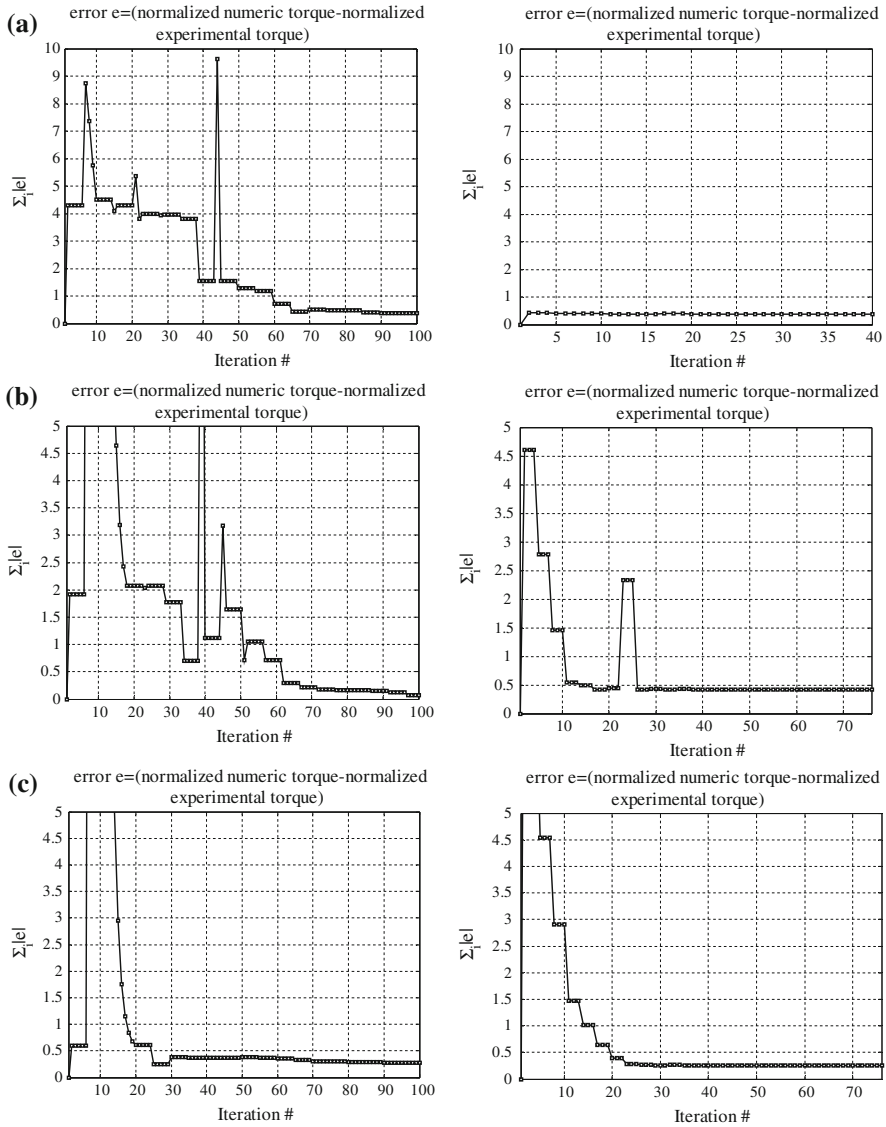 (a)
error e=(normalized numeric torque-normalized
experimental torque)
10
9
8
7
6
5
4
3
2
1
0
Σi|e|
10 20 30 40 50 60 70 80 90 100
Iteration #
error e=(normalized numeric torque-normalized
experimental torque)
10
9
8
7
6
5
4
3
2
1
0
Σi|e|
5 10 15 20 25 30 35 40
Iteration #
(b)
error e=(normalized numeric torque-normalized
experimental torque)
5
4.5
4
3.5
3
2.5
2
1.5
1
0.5
0
Σi|e|
10 20 30 40 50 60 70 80 90 100
Iteration #
error e=(normalized numeric torque-normalized
experimental torque)
5
4.5
4
3.5
3
2.5
2
1.5
1
0.5
0
Σi|e|
10 20 30 40 50 60 70
Iteration #
(c)
error e=(normalized numeric torque-normalized
experimental torque)
5
4.5
4
3.5
3
2.5
2
1.5
1
0.5
0
Σi|e|
10 20 30 40 50 60 70 80 90 100
Iteration #
error e=(normalized numeric torque-normalized
experimental torque)
5
4.5
4
3.5
3
2.5
2
1.5
1
0.5
0
Σi|e|
10 20 30 40 50 60 70
Iteration #